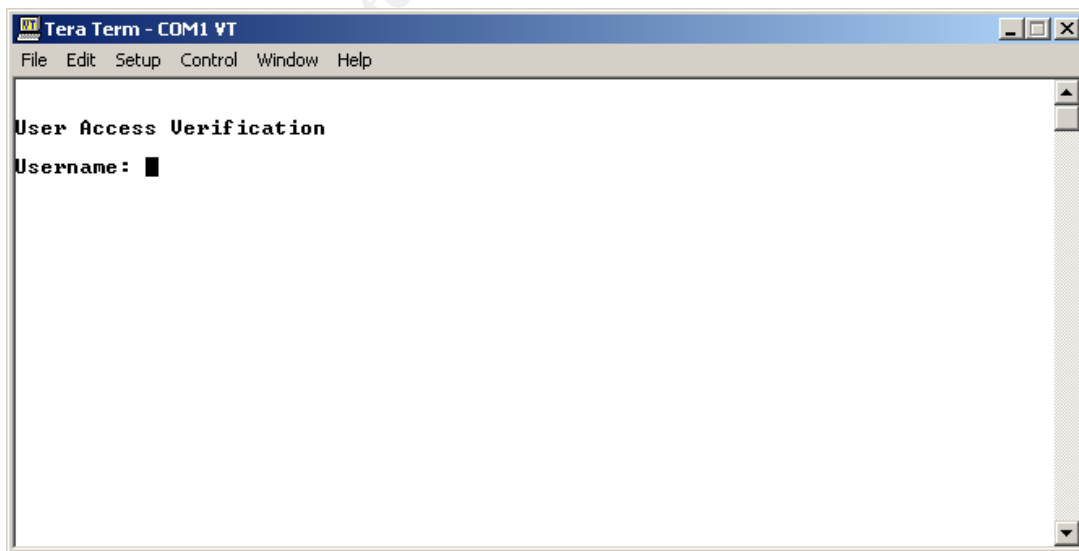 Tera Term - COM1 VT
File Edit Setup Control Window Help
User Access Verification
Username: